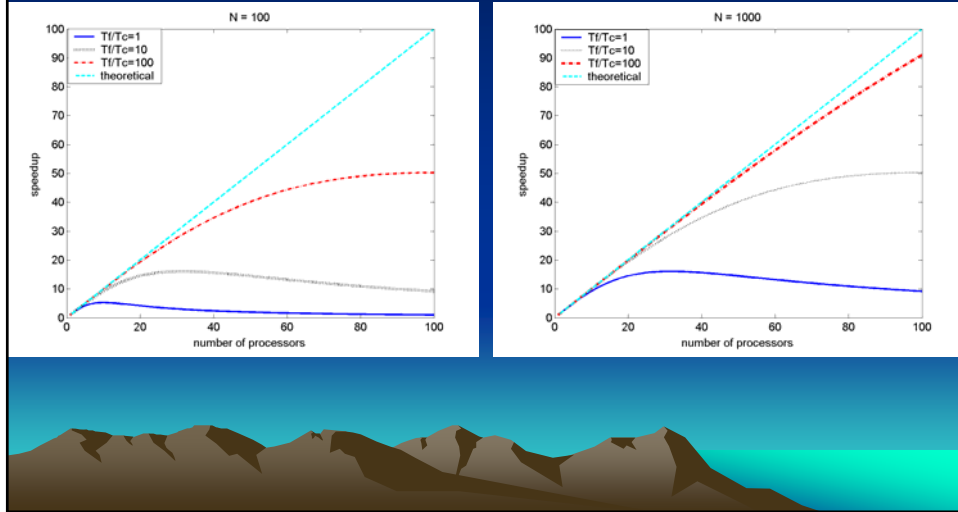 N = 100
Tf/Tc=1
Tf/Tc=10
Tf/Tc=100
theoretical
100
90
80
70
60
50
40
30
20
10
0
speedup
0
20
40
60
80
100
number of processors
N = 1000
Tf/Tc=1
Tf/Tc=10
Tf/Tc=100
theoretical
100
90
80
70
60
50
40
30
20
10
0
speedup
0
20
40
60
80
100
number of processors